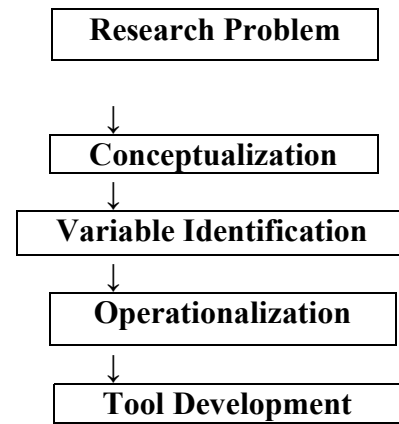 Research Problem
↓
Conceptualization
↓
Variable Identification
↓
Operationalization
↓
Tool Development